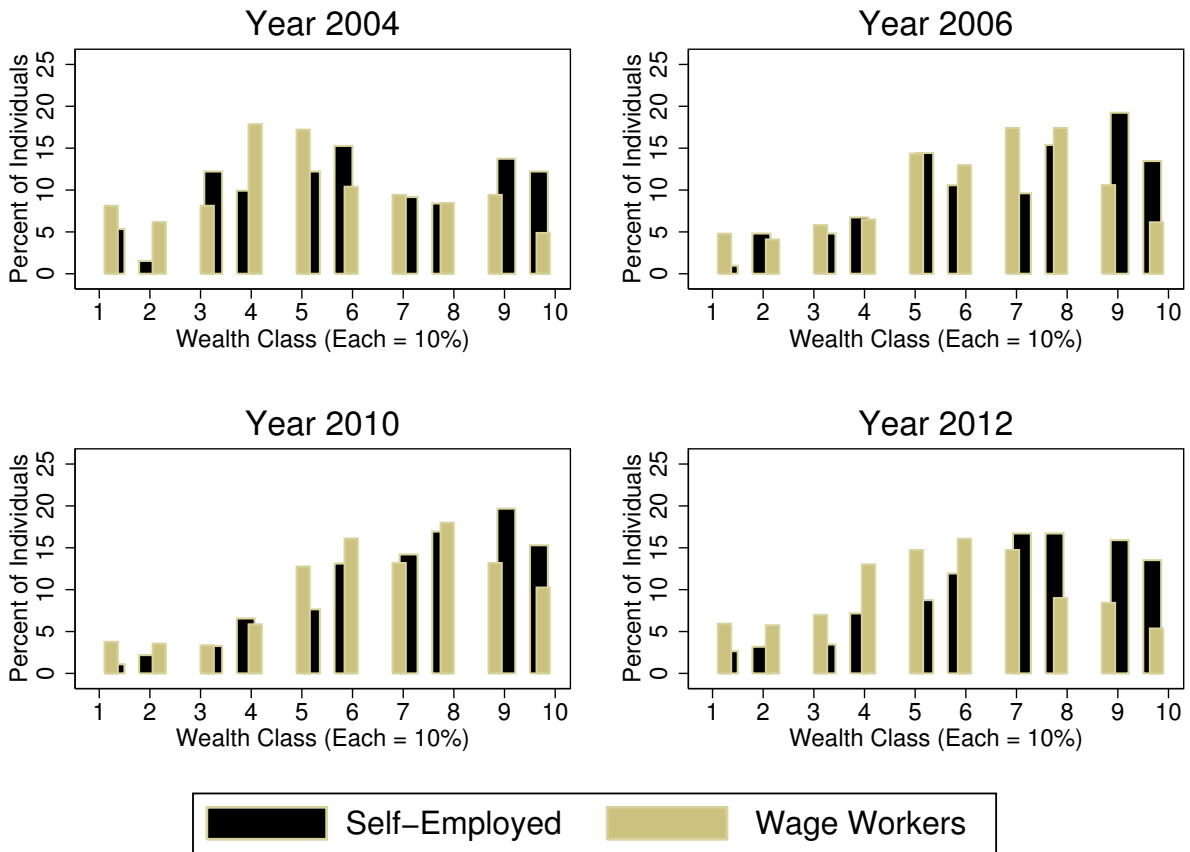 Year 2004
Percent of Individuals
0 5 10 15 20 25
1 2 3 4 5 6 7 8 9 10
Wealth Class (Each = 10%)
Year 2006
Percent of Individuals
0 5 10 15 20 25
1 2 3 4 5 6 7 8 9 10
Wealth Class (Each = 10%)
Year 2010
Percent of Individuals
0 5 10 15 20 25
1 2 3 4 5 6 7 8 9 10
Wealth Class (Each = 10%)
Year 2012
Percent of Individuals
0 5 10 15 20 25
1 2 3 4 5 6 7 8 9 10
Wealth Class (Each = 10%)
Self−Employed Wage Workers